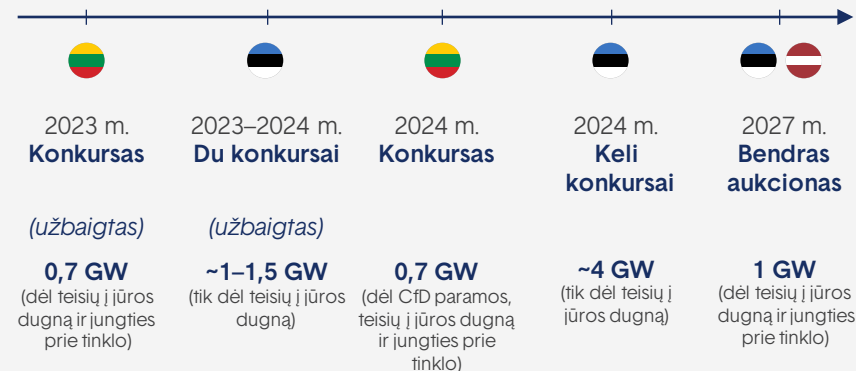 2023 m.
Konkursas
(užbaigtas)
0,7 GW
(dėl teisių į jūros
dugną ir jungties
prie tinklo)
2023–2024 m.
Du konkursai
(užbaigtas)
~1–1,5 GW
(tik dėl teisių į jūros
dugną)
2024 m.
Konkursas
0,7 GW
(dėl CfD paramos,
teisių į jūros dugną
ir jungties prie
tinklo)
2024 m.
Keli
konkursai
~4 GW
(tik dėl teisių į
jūros dugną)
2027 m.
Bendras
aukcionas
1 GW
(dėl teisių į jūros
dugną ir jungties
prie tinklo)